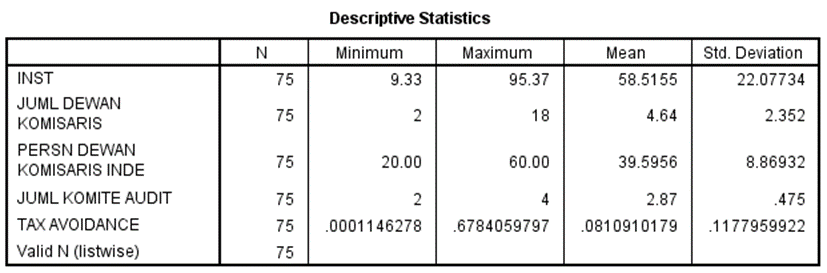 Descriptive Statistics
N Minimum Maximum Mean Std. Deviation
INST 75 9.33 95.37 58.5155 22.07734
JUML DEWAN
KOMISARIS 75 2 18 4.64 2.352
PERSN DEWAN
KOMISARIS INDE 75 20.00 60.00 39.5956 8.86932
JUML KOMITE AUDIT 75 2 4 2.87 .475
TAX AVOIDANCE 75 .0001146278 .6784059797 .0810910179 .1177959922
Valid N (listwise) 75